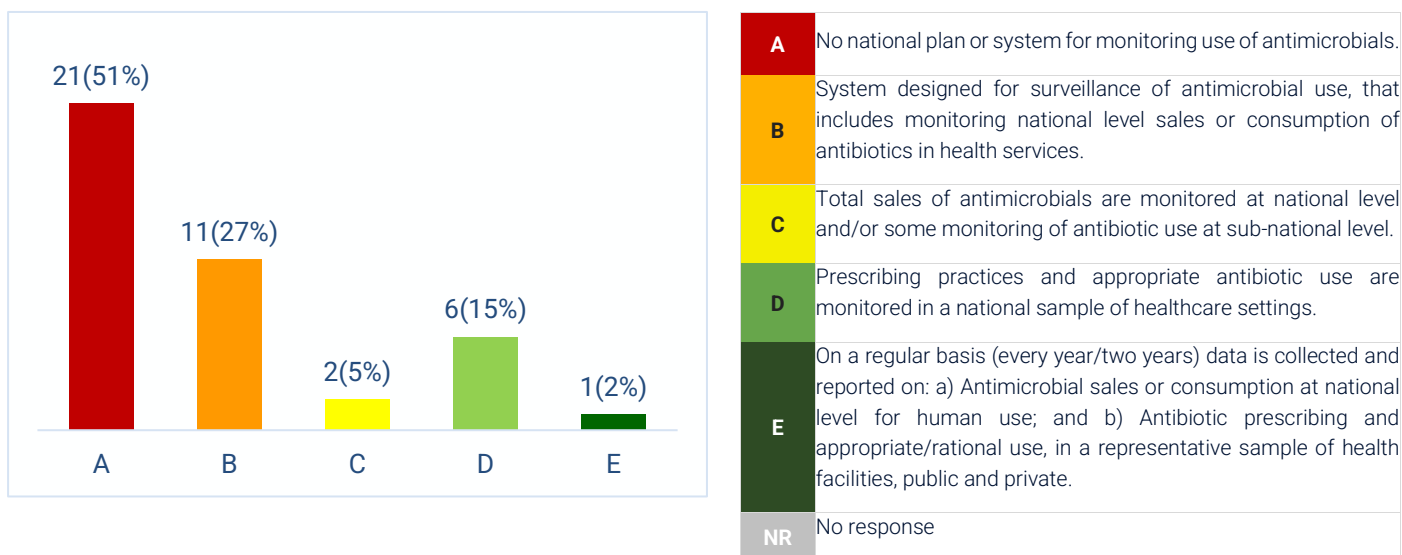 21(51%)
11(27%)
2(5%)
6(15%)
1(2%)
A B C D E
A
No national plan or system for monitoring use of antimicrobials.
B
System designed for surveillance of antimicrobial use, that
includes monitoring national level sales or consumption of
antibiotics in health services.
C
Total sales of antimicrobials are monitored at national level
and/or some monitoring of antibiotic use at sub-national level.
D
Prescribing practices and appropriate antibiotic use are
monitored in a national sample of healthcare settings.
E
On a regular basis (every year/two years) data is collected and
reported on: a) Antimicrobial sales or consumption at national
level for human use; and b) Antibiotic prescribing and
appropriate/rational use, in a representative sample of health
facilities, public and private.
NR
No response